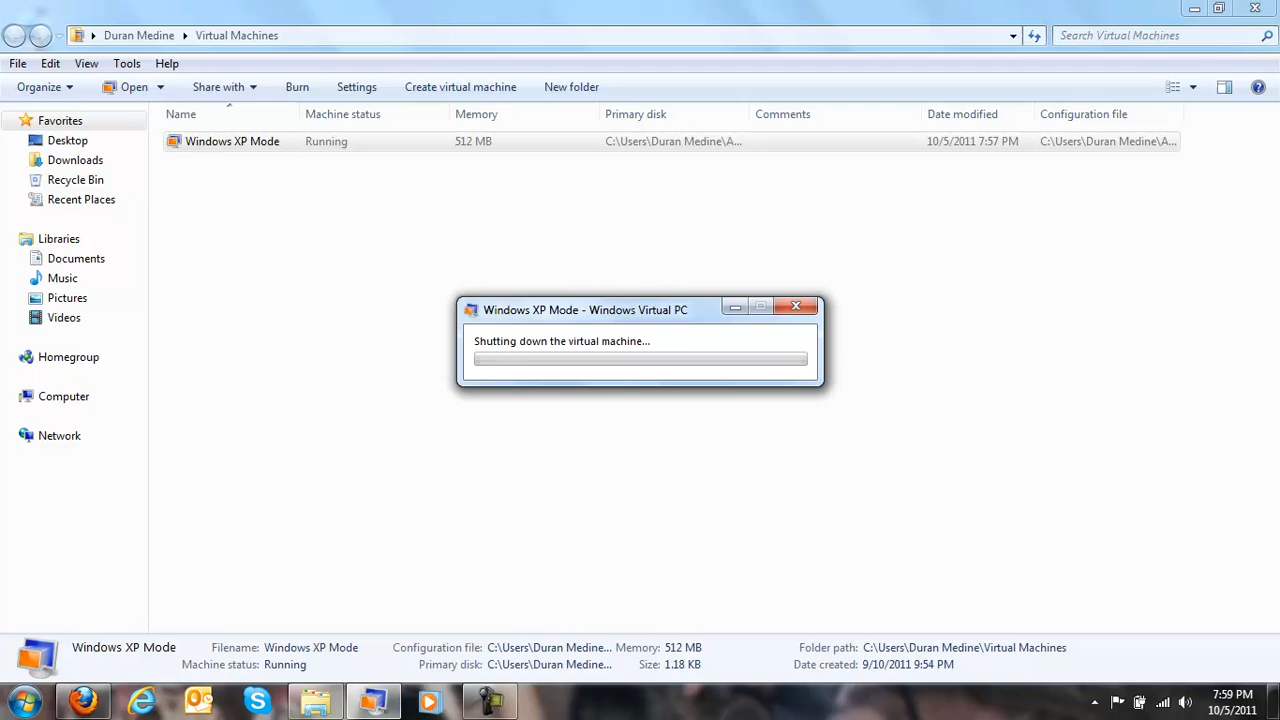 Duran Medine Virtual Machines Search Virtual Machines
File Edit View Tools Help
Organize Open Share with Burn Settings Create virtual machine New folder
Name Machine status Memory Primary disk Comments Date modified Configuration file
Windows XP Mode Running 512 MB C:\Users\Duran Medine\A... 10/5/2011 7:57 PM C:\Users\Duran Medine\A...
Favorites
Desktop
Downloads
Recycle Bin
Recent Places
Libraries
Documents
Music
Pictures
Videos
Homegroup
Computer
Network
Windows XP Mode - Windows Virtual PC
Shutting down the virtual machine...
Windows XP Mode Filename: Windows XP Mode Configuration file: C:\Users\Duran Medine... Memory: 512 MB Folder path: C:\Users\Duran Medine\Virtual Machines
Machine status: Running Primary disk: C:\Users\Duran Medine... Size: 1.18 KB Date created: 9/10/2011 9:54 PM
7:59 PM
10/5/2011